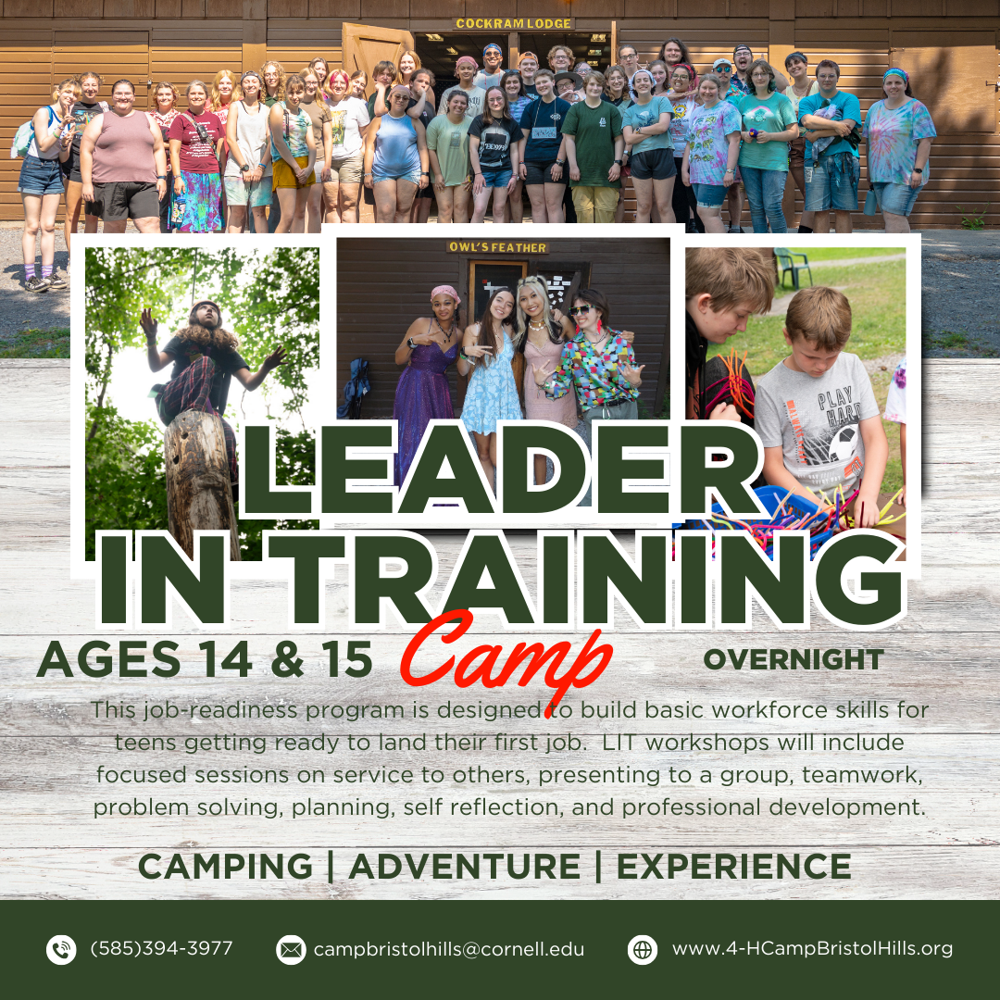 COCKRAM LODGE
OWL'S FEATHER
PLAY
HARD
LEADER
IN TRAINING
AGES 14 & 15 Camp OVERNIGHT
This job-readiness program is designed to build basic workforce skills for
teens getting ready to land their first job. LIT workshops will include
focused sessions on service to others, presenting to a group, teamwork,
problem solving, planning, self reflection, and professional development.
CAMPING | ADVENTURE | EXPERIENCE
(585)394-3977 campbristolhills@cornell.edu www.4-HCampBristolHills.org